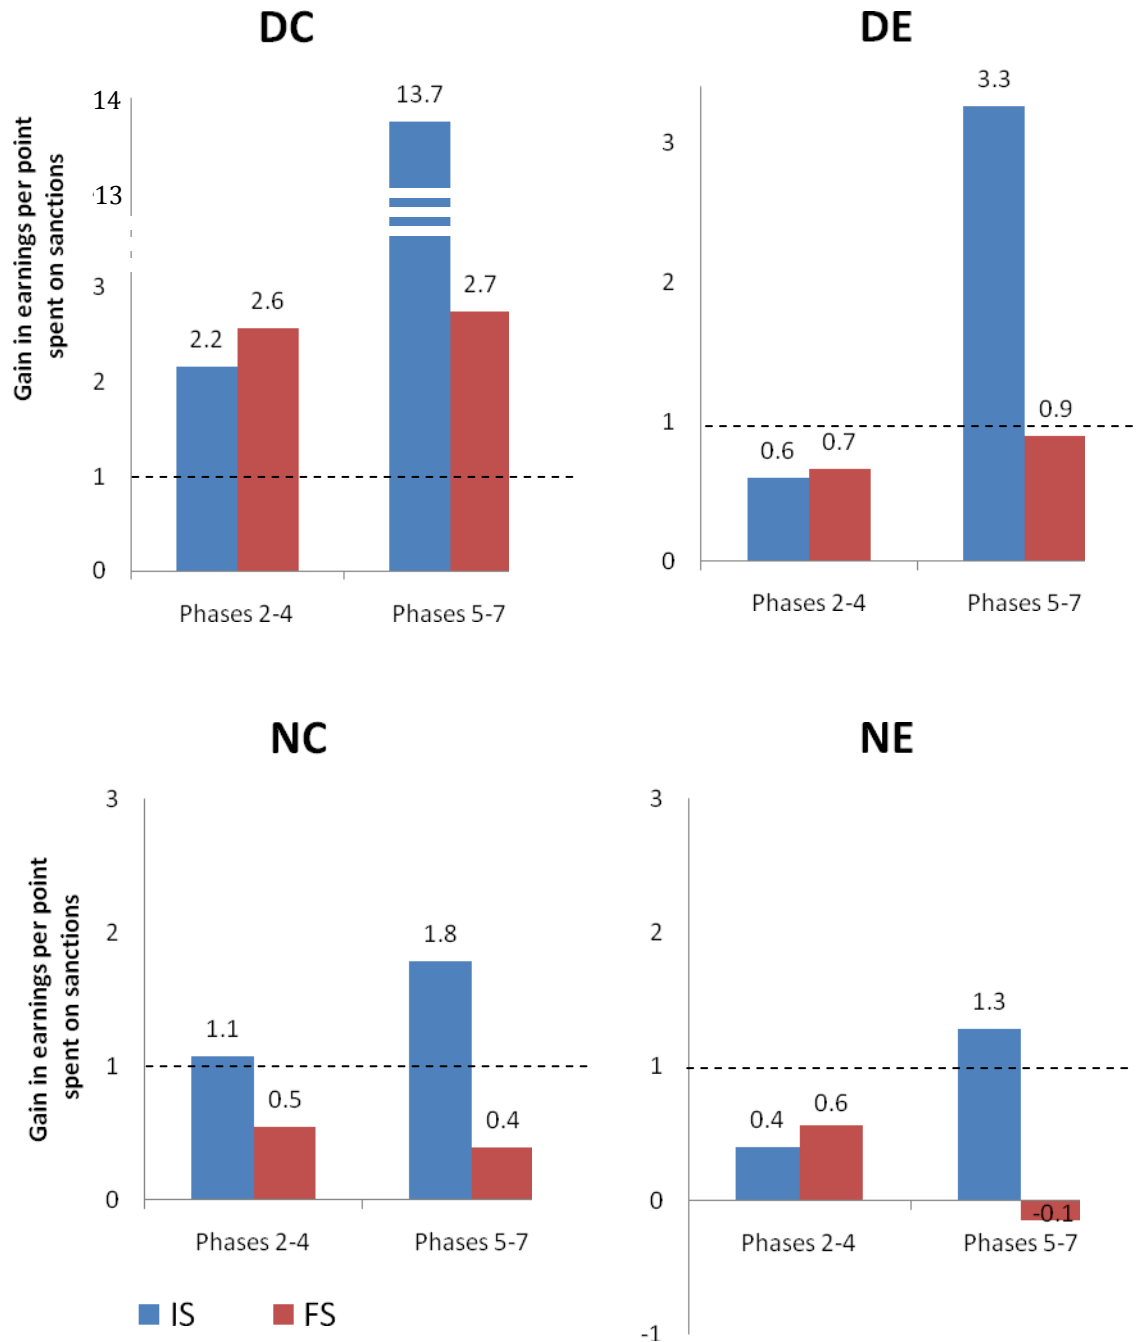 DC
Gain in earnings per point
spent on sanctions
14
13
3
2
1
0
2.2
2.6
13.7
2.7
Phases 2-4
Phases 5-7
DE
3
2
1
0
0.6
0.7
3.3
0.9
Phases 2-4
Phases 5-7
NC
Gain in earnings per point
spent on sanctions
3
2
1
0
1.1
0.5
1.8
0.4
Phases 2-4
Phases 5-7
NE
3
2
1
0
-1
0.4
0.6
1.3
-0.1
Phases 2-4
Phases 5-7
IS
FS